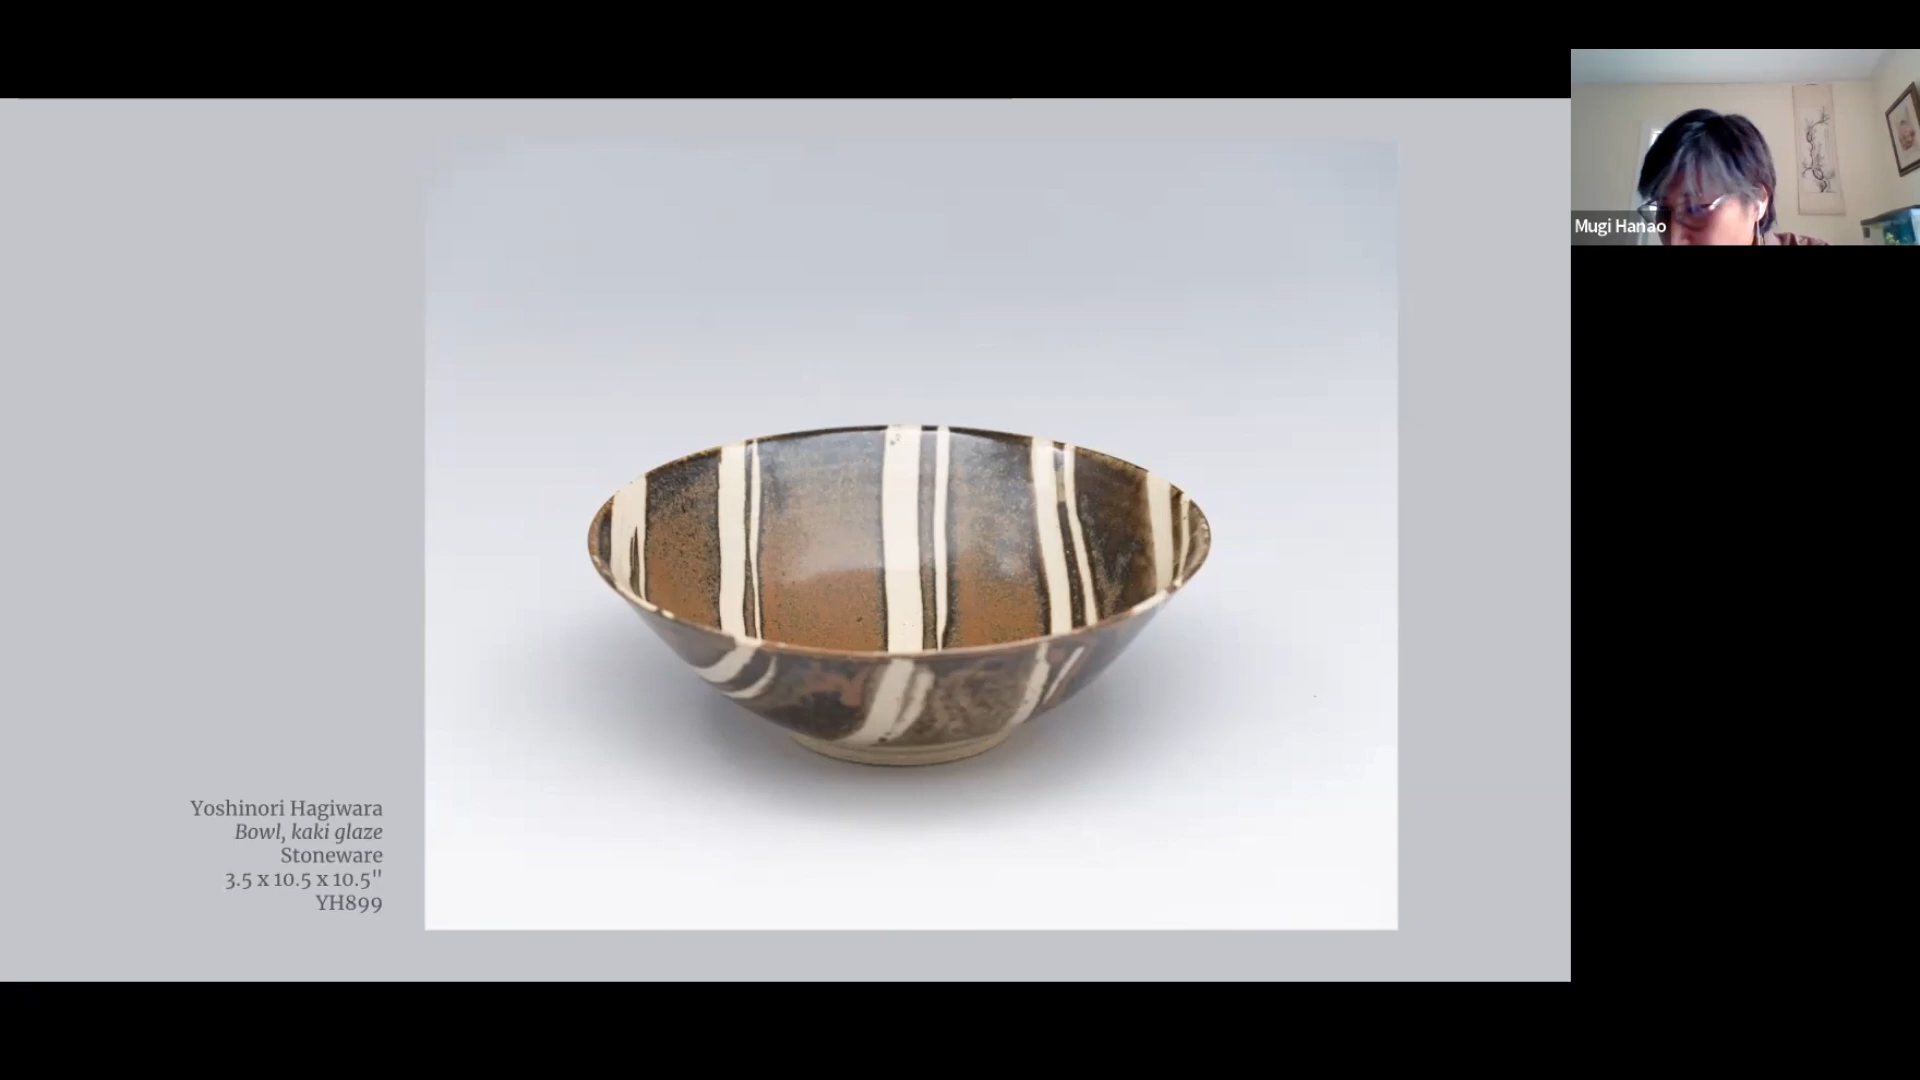 Mugi Hanao
Yoshinori Hagiwara
Bowl, kaki glaze
Stoneware
3.5 x 10.5 x 10.5"
YH899